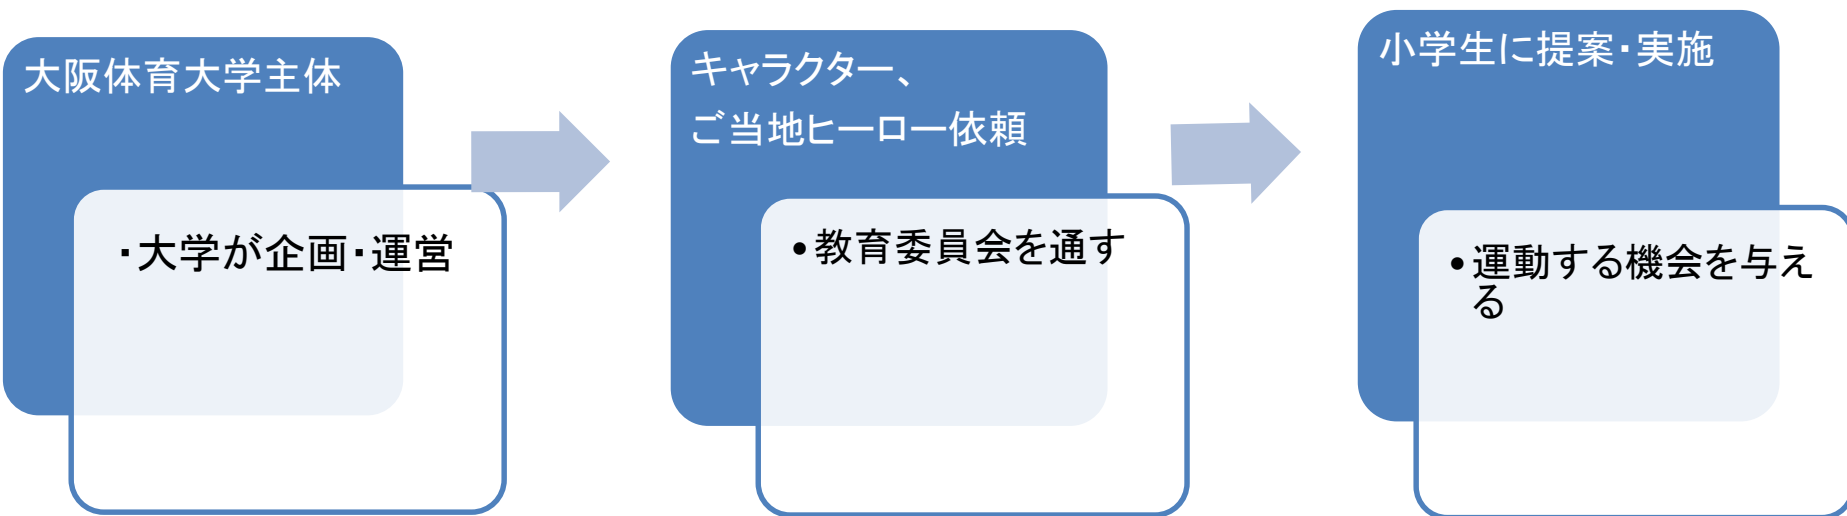 大阪体育大学主体
・大学が企画・運営
キャラクター、
ご当地ヒーロー依頼
•教育委員会を通す
小学生に提案・実施
•運動する機会を与え
る